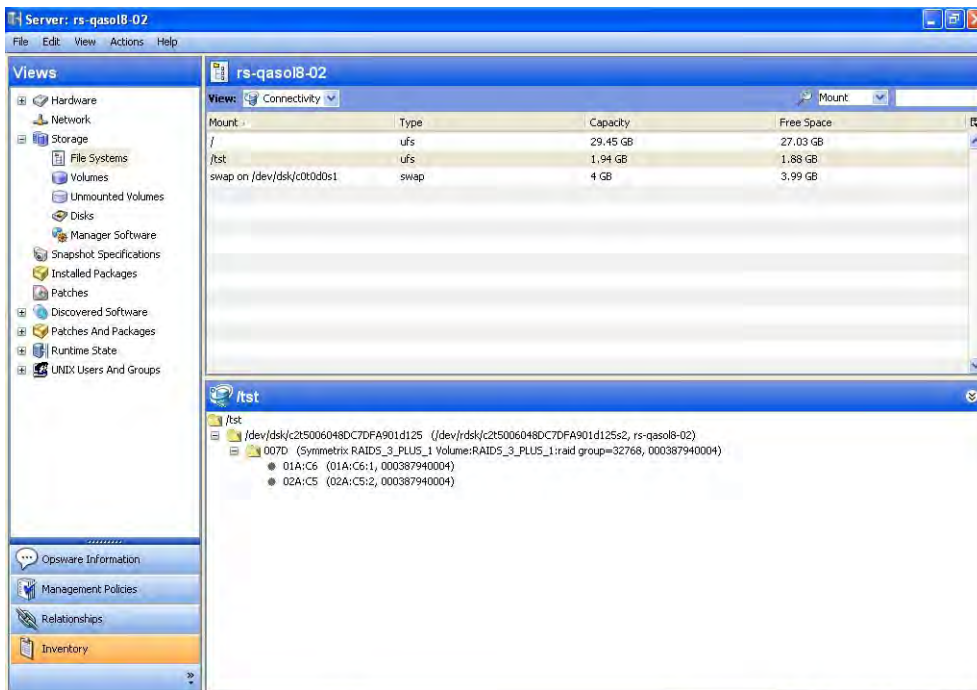 Server: rs-qasol8-02
File Edit View Actions Help
Views
Hardware
Network
Storage
File Systems
Volumes
Unmounted Volumes
Disks
Manager Software
Snapshot Specifications
Installed Packages
Patches
Discovered Software
Patches And Packages
Runtime State
UNIX Users And Groups
Opsware Information
Management Policies
Relationships
Inventory
rs-qasol8-02
View: Connectivity Mount
Mount Type Capacity Free Space
/ ufs 29.45 GB 27.03 GB
/tst ufs 1.94 GB 1.88 GB
swap on /dev/dsk/c0t0d0s1 swap 4 GB 3.99 GB
/tst
/tst
/dev/dsk/c2t5006048DC7DFA901d125 (/dev/rdsk/c2t5006048DC7DFA901d125s2, rs-qasol8-02)
007D (Symmetrix RAIDS_3_PLUS_1 Volume:RAIDS_3_PLUS_1:raid group=32768, 000387940004)
01A:C6 (01A:C6:1, 000387940004)
02A:C5 (02A:C5:2, 000387940004)